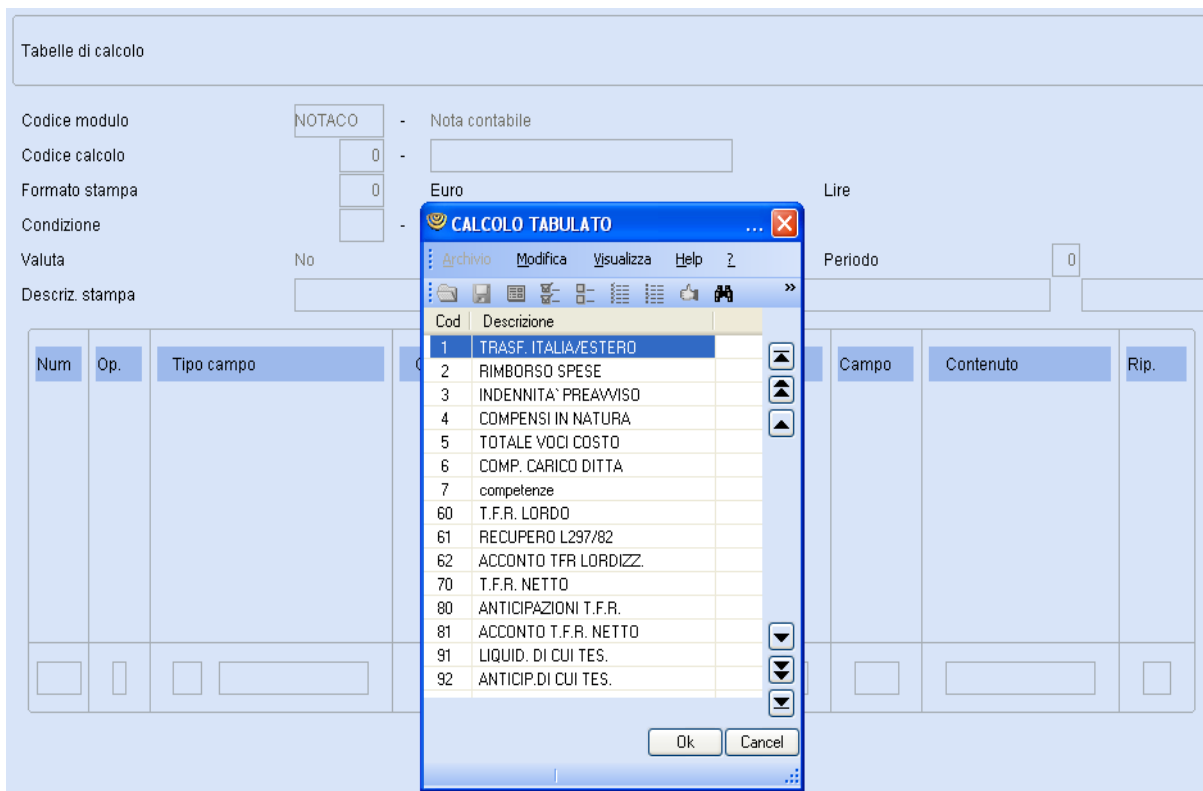 Tabelle di calcolo
Codice modulo NOTACO - Nota contabile
Codice calcolo 0 -
Formato stampa 0 Euro Lire
Condizione -
Valuta No Periodo 0
Descriz. stampa
Num Op. Tipo campo Campo Contenuto Rip.
CALCOLO TABULATO ...
Archivio Modifica Visualizza Help ?
»
Cod Descrizione
1 TRASF. ITALIA/ESTERO
2 RIMBORSO SPESE
3 INDENNITA` PREAVVISO
4 COMPENSI IN NATURA
5 TOTALE VOCI COSTO
6 COMP. CARICO DITTA
7 competenze
60 T.F.R. LORDO
61 RECUPERO L297/82
62 ACCONTO TFR LORDIZZ.
70 T.F.R. NETTO
80 ANTICIPAZIONI T.F.R.
81 ACCONTO T.F.R. NETTO
91 LIQUID. DI CUI TES.
92 ANTICIP.DI CUI TES.
Ok Cancel